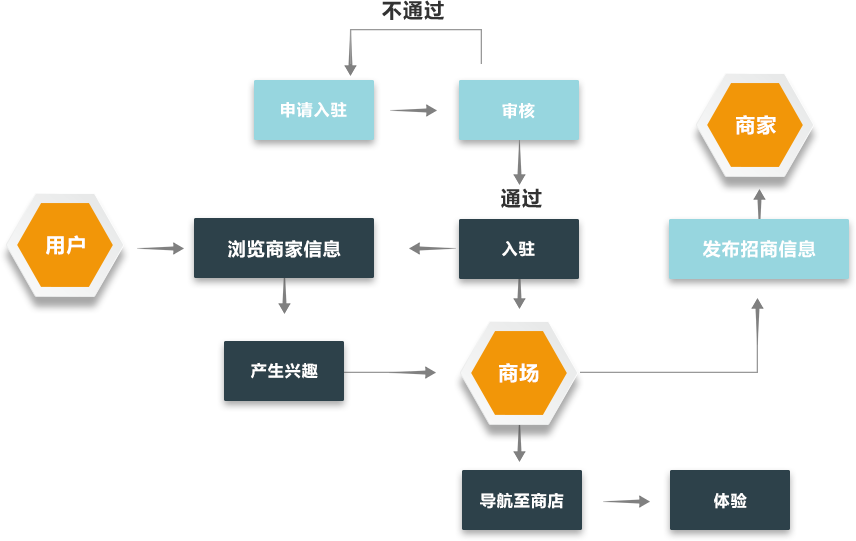 不通过
申请入驻
审核
商家
通过
用户
浏览商家信息
入驻
发布招商信息
产生兴趣
商场
导航至商店
体验